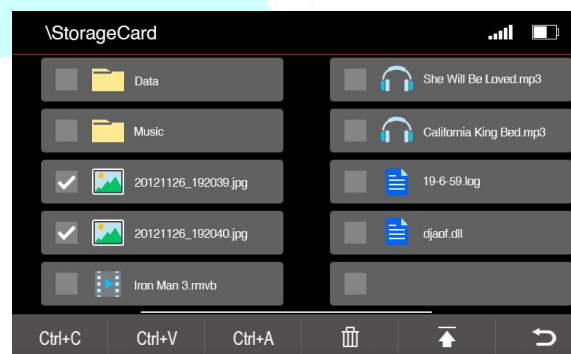 \StorageCard
Data
She Will Be Loved.mp3
Music
California King Bed.mp3
20121126_192039.jpg
19-6-59.log
20121126_192040.jpg
djaof.dll
Iron Man 3.rmvb
Ctrl+C Ctrl+V Ctrl+A